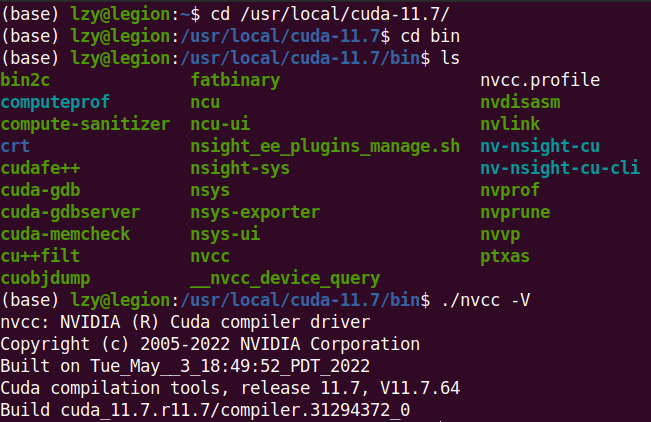 (base) lzy@legion:~$ cd /usr/local/cuda-11.7/
(base) lzy@legion:/usr/local/cuda-11.7$ cd bin
(base) lzy@legion:/usr/local/cuda-11.7/bin$ ls
bin2c fatbinary nvcc.profile
computeprof ncu nvdisasm
compute-sanitizer ncu-ui nvlink
crt nsight_ee_plugins_manage.sh nv-nsight-cu
cudafe++ nsight-sys nv-nsight-cu-cli
cuda-gdb nsys nvprof
cuda-gdbserver nsys-exporter nvprune
cuda-memcheck nsys-ui nvvp
cu++filt nvcc ptxas
cuobjdump __nvcc_device_query
(base) lzy@legion:/usr/local/cuda-11.7/bin$ ./nvcc -V
nvcc: NVIDIA (R) Cuda compiler driver
Copyright (c) 2005-2022 NVIDIA Corporation
Built on Tue_May__3_18:49:52_PDT_2022
Cuda compilation tools, release 11.7, V11.7.64
Build cuda_11.7.r11.7/compiler.31294372_0